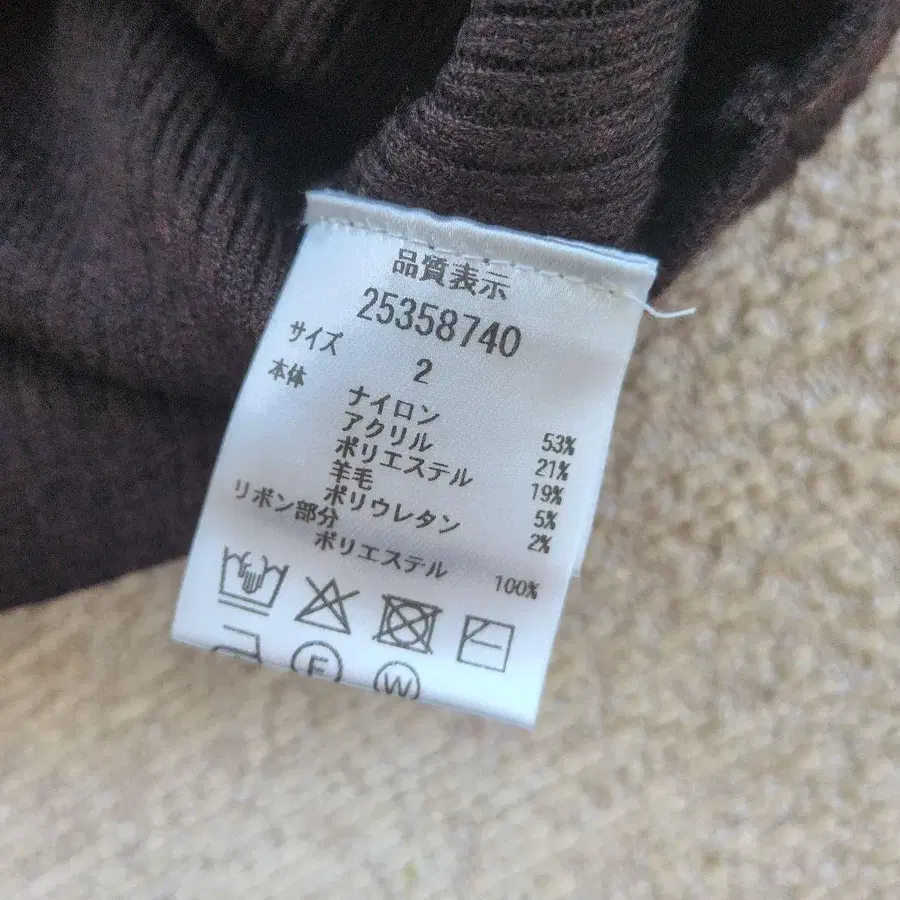 品質表示
25358740
サイズ 2
本体
ナイロン 53%
アクリル 21%
ポリエステル 19%
羊毛 5%
ポリウレタン 2%
リボン部分
ポリエステル 100%
F W